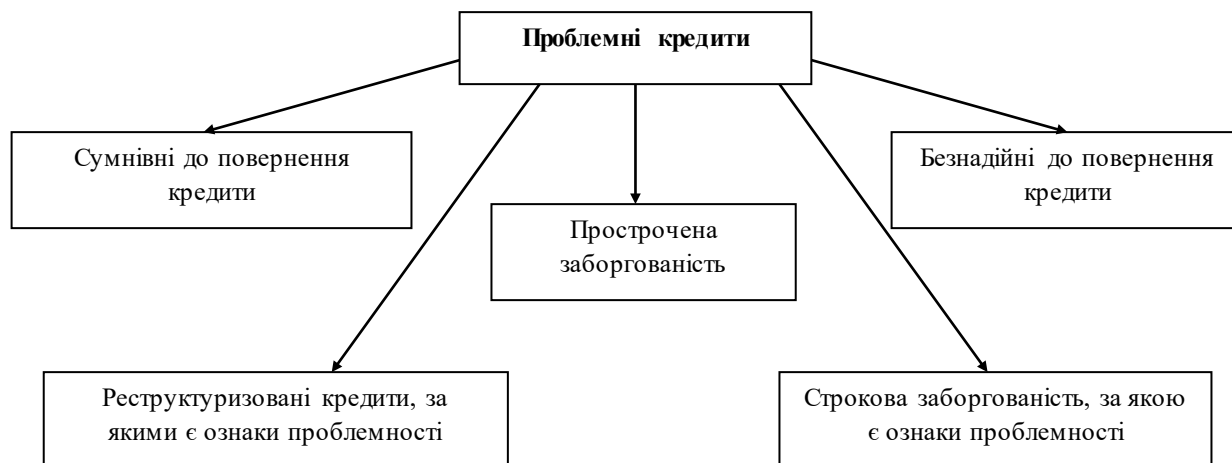 Проблемні кредити
Сумнівні до повернення
кредити
Безнадійні до повернення
кредити
Прострочена
заборгованість
Реструктуризовані кредити, за
якими є ознаки проблемності
Строкова заборгованість, за якою
є ознаки проблемності